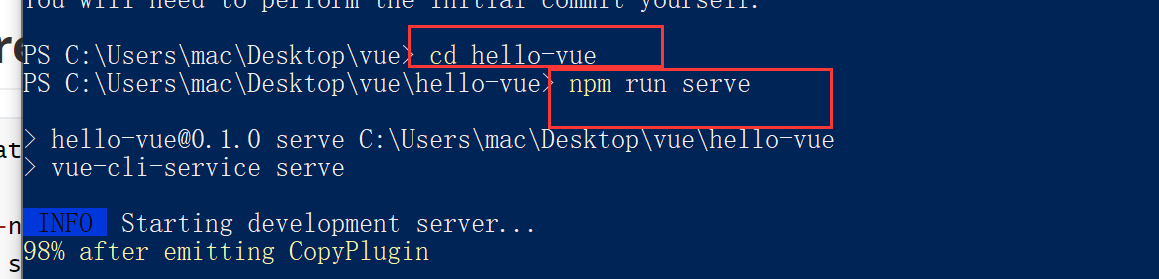 You will need to perform the initial commit yourself.
PS C:\Users\mac\Desktop\vue> cd hello-vue
PS C:\Users\mac\Desktop\vue\hello-vue> npm run serve
> hello-vue@0.1.0 serve C:\Users\mac\Desktop\vue\hello-vue
> vue-cli-service serve
INFO Starting development server...
98% after emitting CopyPlugin